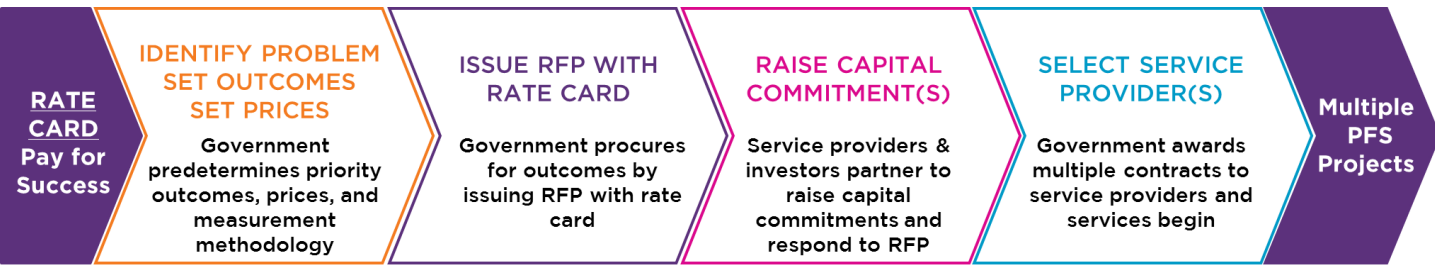 RATE
CARD
Pay for
Success
IDENTIFY PROBLEM
SET OUTCOMES
SET PRICES
Government
predetermines priority
outcomes, prices, and
measurement
methodology
ISSUE RFP WITH
RATE CARD
Government procures
for outcomes by
issuing RFP with rate
card
RAISE CAPITAL
COMMITMENT(S)
Service providers &
investors partner to
raise capital
commitments and
respond to RFP
SELECT SERVICE
PROVIDER(S)
Government awards
multiple contracts to
service providers and
services begin
Multiple
PFS
Projects